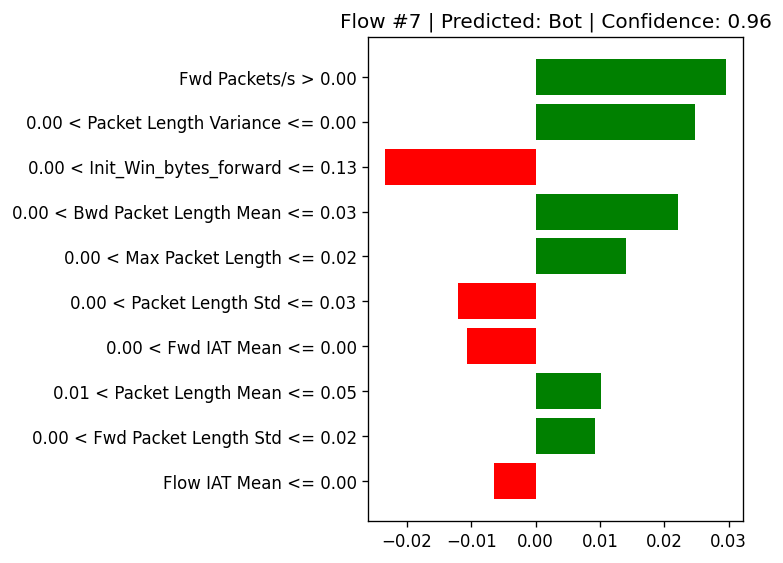 Flow #7 | Predicted: Bot | Confidence: 0.96
Fwd Packets/s > 0.00
0.00 < Packet Length Variance <= 0.00
0.00 < Init_Win_bytes_forward <= 0.13
0.00 < Bwd Packet Length Mean <= 0.03
0.00 < Max Packet Length <= 0.02
0.00 < Packet Length Std <= 0.03
0.00 < Fwd IAT Mean <= 0.00
0.01 < Packet Length Mean <= 0.05
0.00 < Fwd Packet Length Std <= 0.02
Flow IAT Mean <= 0.00
−0.02 −0.01 0.00 0.01 0.02 0.03